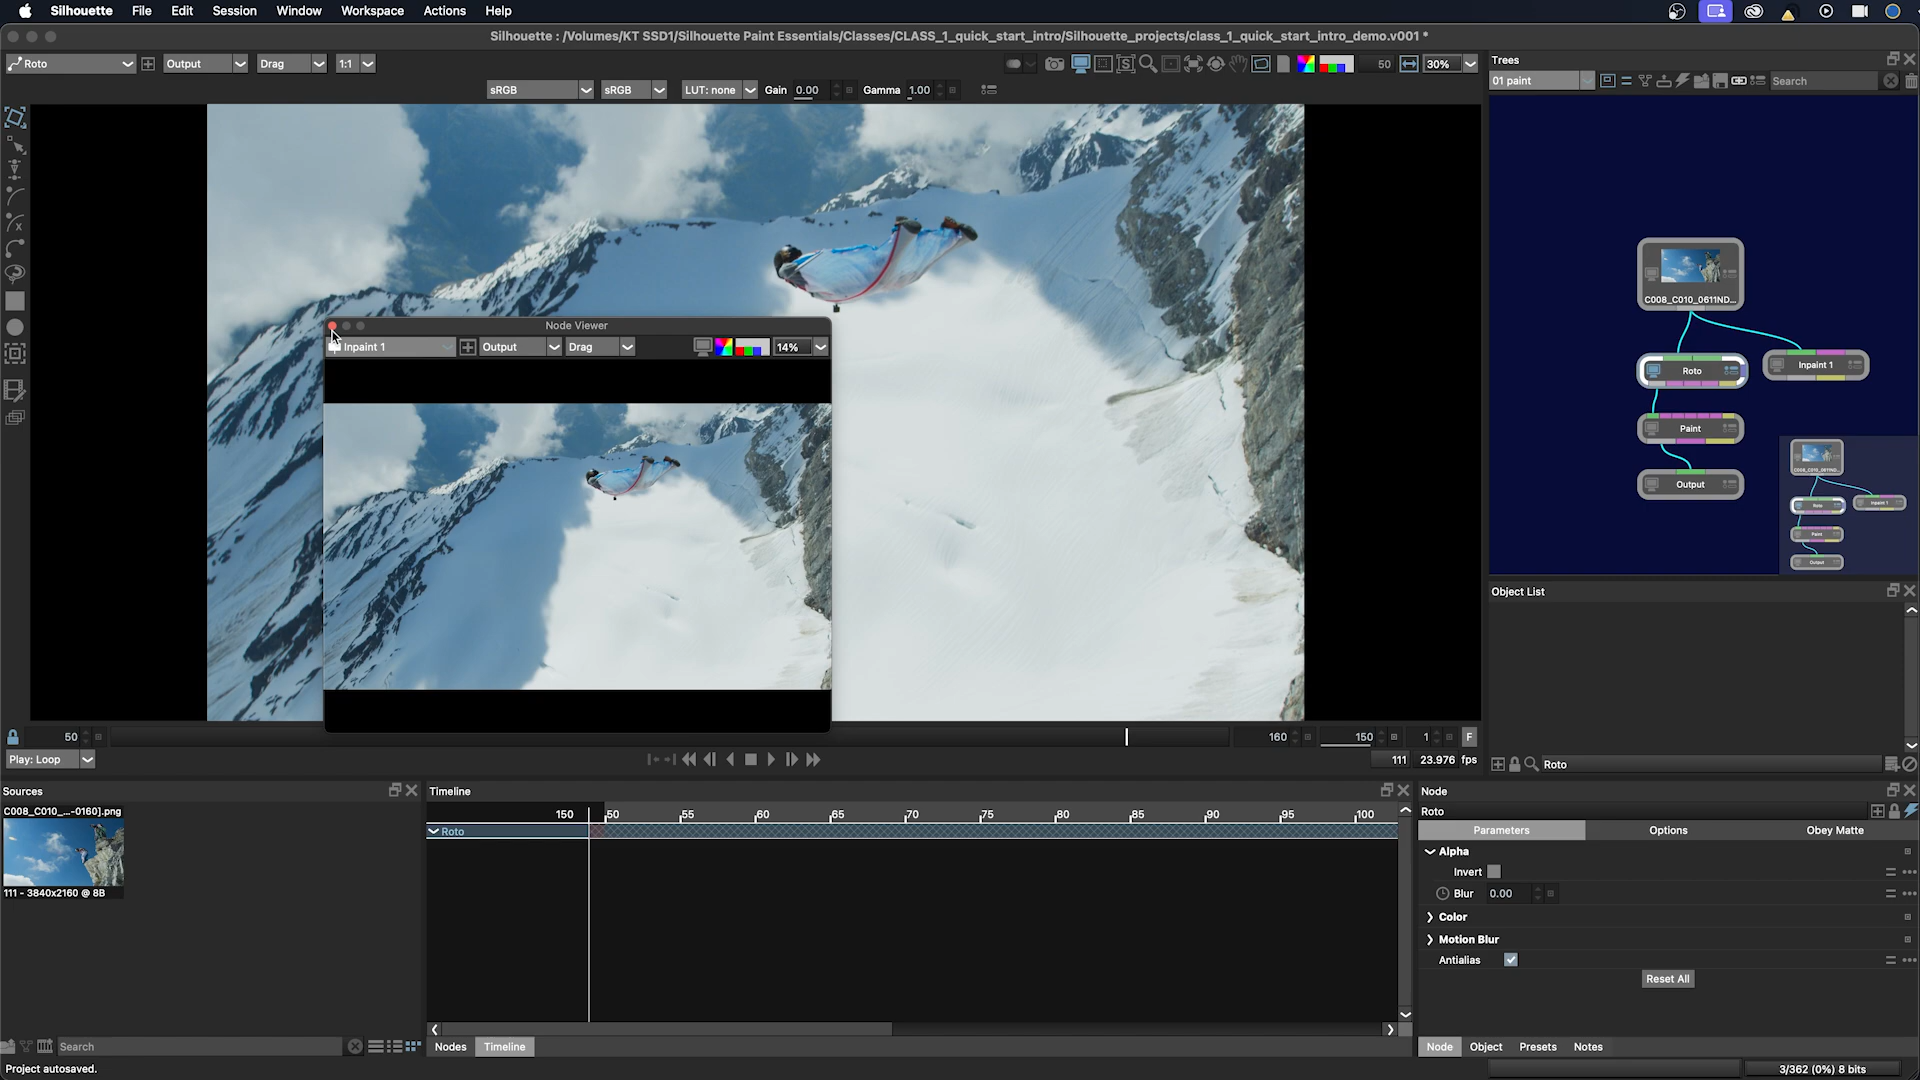 Silhouette File Edit Session Window Workspace Actions Help
Silhouette : /Volumes/KT SSD1/Silhouette Paint Essentials/Classes/CLASS_1_quick_start_intro/Silhouette_projects/class_1_quick_start_intro_demo.v001 *
Roto Output Drag 1:1 50 30%
Trees
01 paint Search
sRGB sRGB LUT: none Gain 0.00 Gamma 1.00
C008_C010_0611ND...
Node Viewer
Inpaint 1 Output Drag 14%
Roto
Inpaint 1
Paint
Output
C008_C010_0611ND...
Roto
Inpaint 1
Paint
Output
Object List
Roto
50 160 150 1 F
Play: Loop 111 23.976 fps
Sources
C008_C010_...-0160].png
111 - 3840x2160 @ 8B
Search
Timeline
150 50 55 60 65 70 75 80 85 90 95 100
Roto
Nodes Timeline
Node
Roto
Parameters Options Obey Matte
Alpha
Invert
Blur 0.00
Color
Motion Blur
Antialias
Reset All
Node Object Presets Notes
Project autosaved.
3/362 (0%) 8 bits